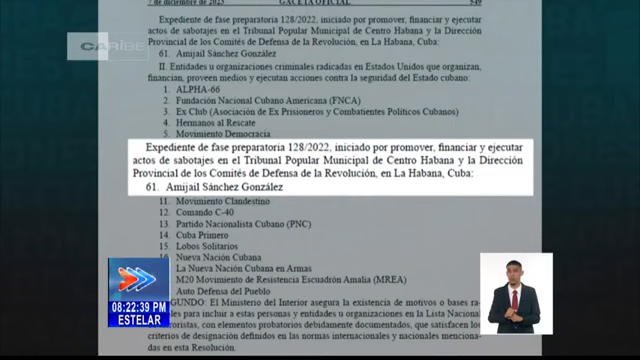 7 de diciembre de 2023 GACETA OFICIAL 549
Expediente de fase preparatoria 128/2022, iniciado por promover, financiar y ejecutar
actos de sabotajes en el Tribunal Popular Municipal de Centro Habana y la Dirección
Provincial de los Comités de Defensa de la Revolución, en La Habana, Cuba:
61. Amijail Sánchez González
II. Entidades u organizaciones criminales radicadas en Estados Unidos que organizan,
financian, proveen medios y ejecutan acciones contra la seguridad del Estado cubano:
1. ALPHA-66
2. Fundación Nacional Cubano Americana (FNCA)
3. Ex Club (Asociación de Ex Prisioneros y Combatientes Políticos Cubanos)
4. Hermanos al Rescate
5. Movimiento Democracia
Expediente de fase preparatoria 128/2022, iniciado por promover, financiar y ejecutar
actos de sabotajes en el Tribunal Popular Municipal de Centro Habana y la Dirección
Provincial de los Comités de Defensa de la Revolución, en La Habana, Cuba:
61. Amijail Sánchez González
11. Movimiento Clandestino
12. Comando C-40
13. Partido Nacionalista Cubano (PNC)
14. Cuba Primero
15. Lobos Solitarios
16 Nueva Nación Cubana
La Nueva Nación Cubana en Armas
M20 Movimiento de Resistencia Escuadrón Amalia (MREA)
Auto Defensa del Pueblo
GUNDO: El Ministerio del Interior asegura la existencia de motivos o bases ra-
les para incluir a estas personas y entidades u organizaciones en la Lista Nacional
rroristas, con elementos probatorios debidamente documentados, que satisfacen los
criterios de designación definidos en las normas internacionales y nacionales menciona-
das en esta Resolución.
CARIBE
08:22:39 PM
ESTELAR